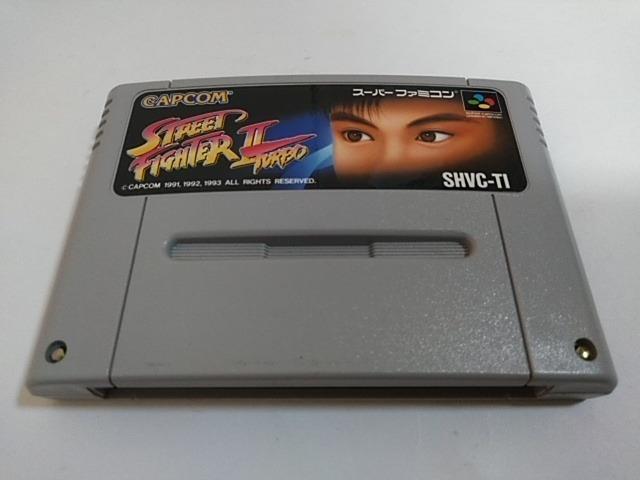 CAPCOM
STREET
FIGHTER II
TURBO
© CAPCOM 1991, 1992, 1993 ALL RIGHTS RESERVED.
スーパーファミコン
SHVC-TI